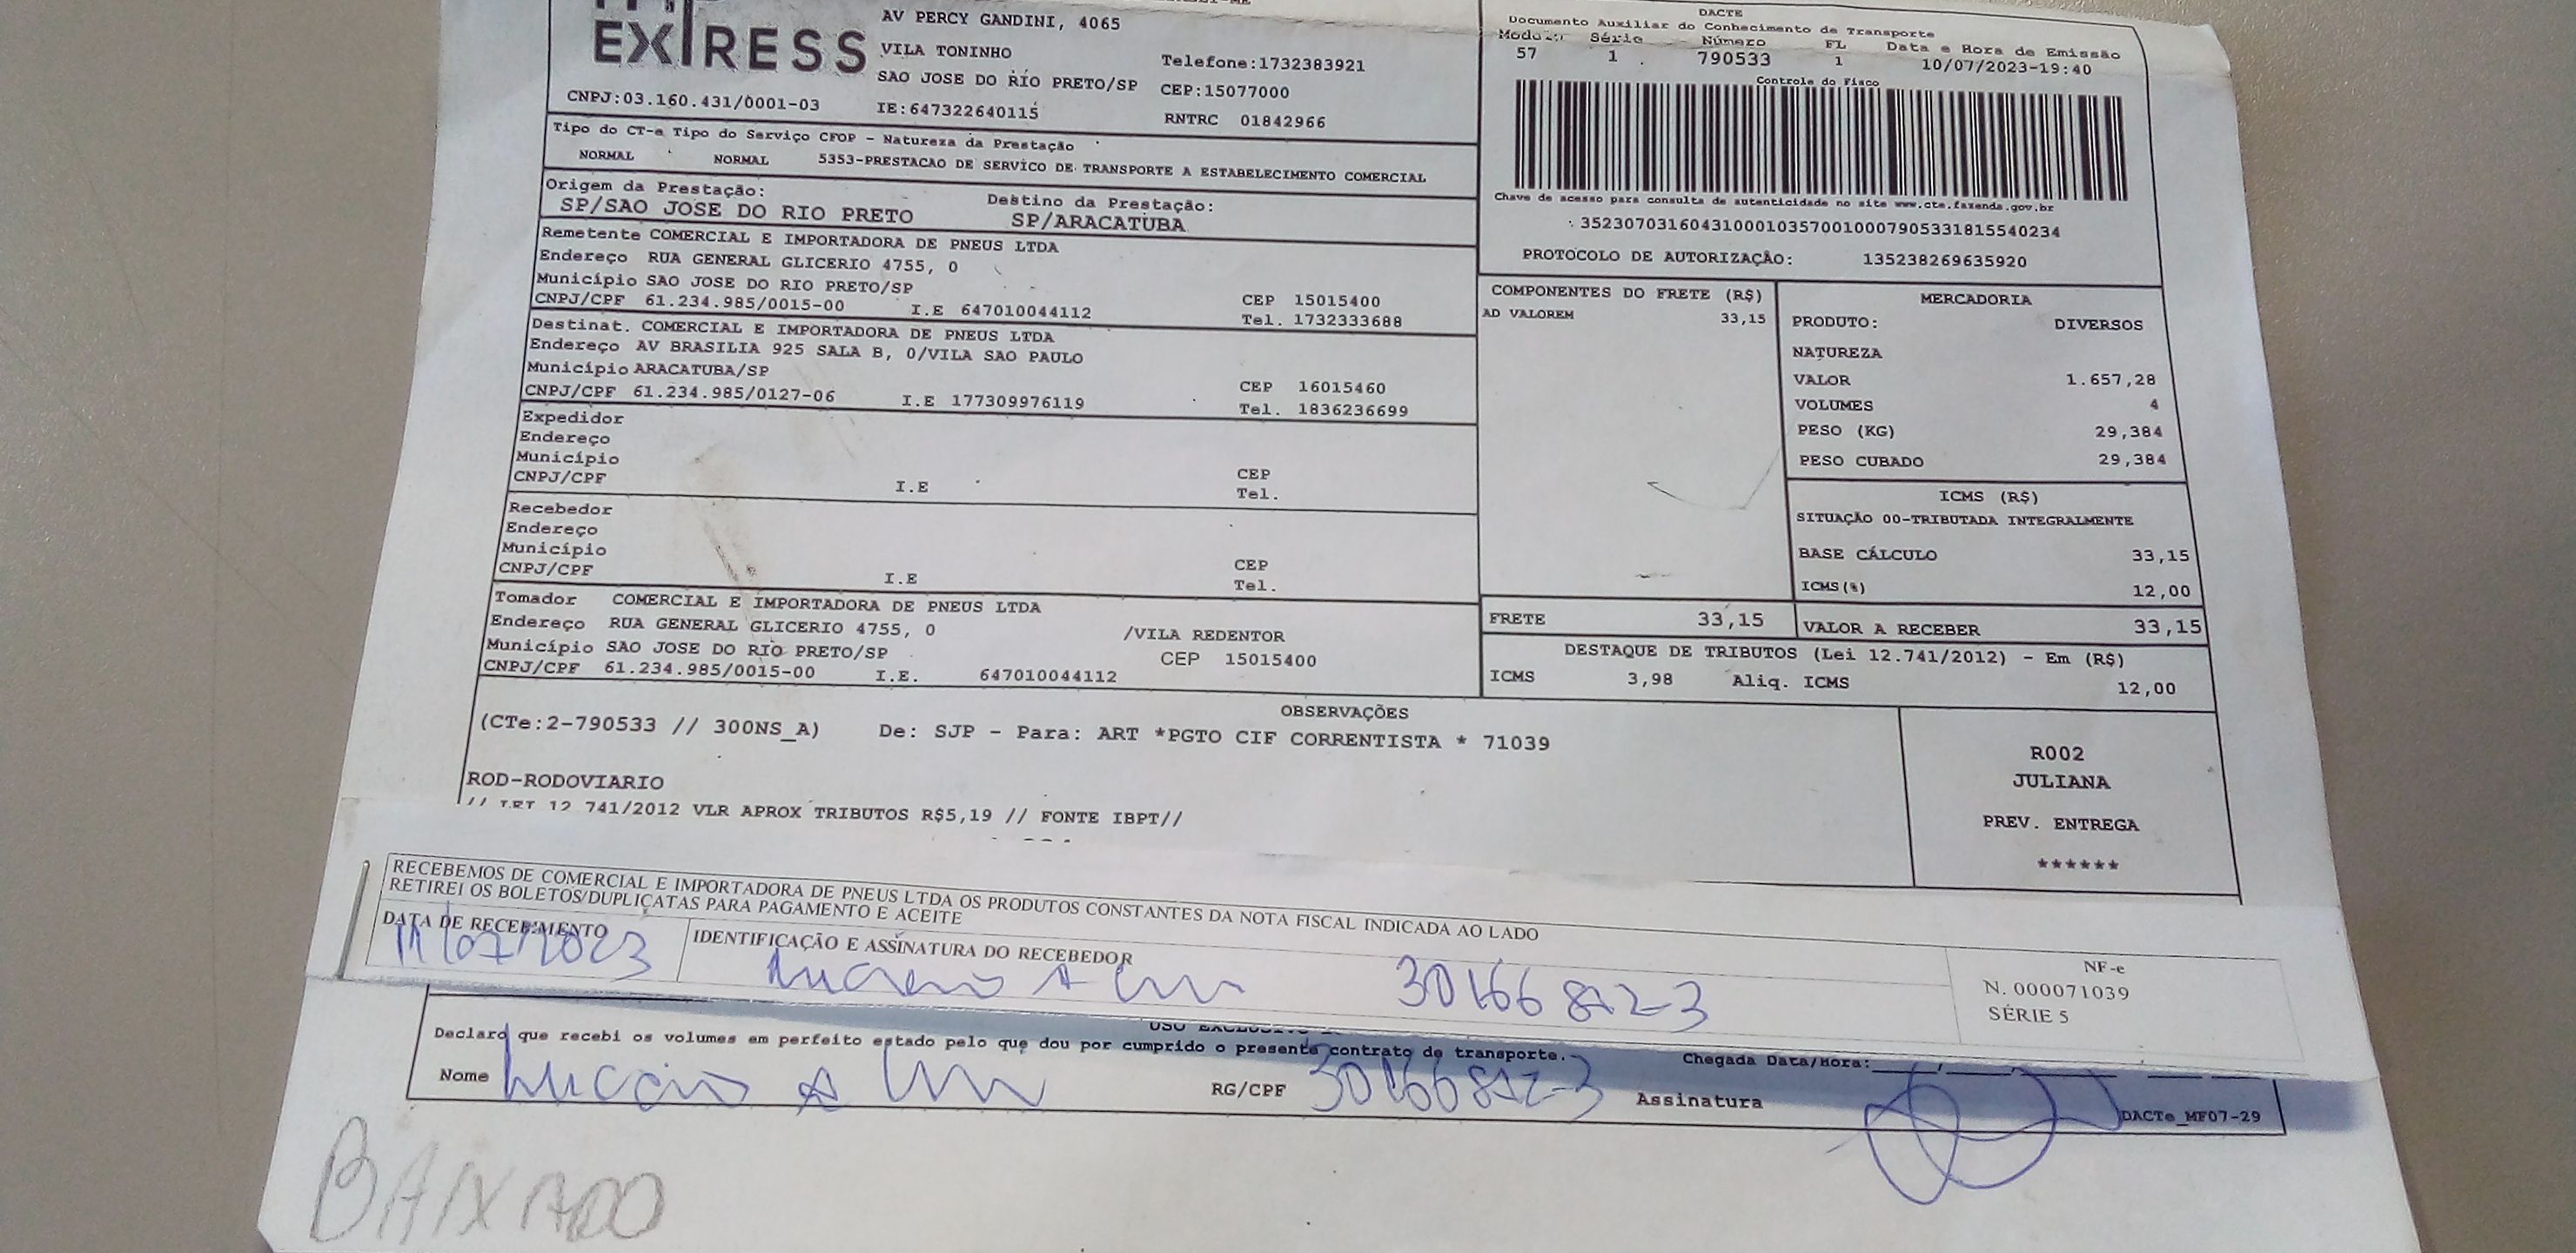 EXPRESS
AV PERCY GANDINI, 4065
VILA TONINHO
Telefone:1732383921
SAO JOSE DO RIO PRETO/SP CEP:15077000
CNPJ:03.160.431/0001-03 IE:647322640115 RNTRC 01842966
DACTE
Documento Auxiliar do Conhecimento de Transporte
Modelo Série Número FL Data e Hora de Emissão
57 1 790533 1 10/07/2023-19:40
Controle do Fisco
Chave de acesso para consulta de autenticidade no site www.cte.fazenda.gov.br
35230703160431000103570010007905331815540234
PROTOCOLO DE AUTORIZAÇÃO: 135238269635920
Tipo do CT-e Tipo do Serviço CFOP - Natureza da Prestação
NORMAL NORMAL 5353-PRESTACAO DE SERVICO DE TRANSPORTE A ESTABELECIMENTO COMERCIAL
Origem da Prestação: Destino da Prestação:
SP/SAO JOSE DO RIO PRETO SP/ARACATUBA
Remetente COMERCIAL E IMPORTADORA DE PNEUS LTDA
Endereço RUA GENERAL GLICERIO 4755, 0
Município SAO JOSE DO RIO PRETO/SP CEP 15015400
CNPJ/CPF 61.234.985/0015-00 I.E 647010044112 Tel. 1732333688
Destinat. COMERCIAL E IMPORTADORA DE PNEUS LTDA
Endereço AV BRASILIA 925 SALA B, 0/VILA SAO PAULO
Município ARACATUBA/SP CEP 16015460
CNPJ/CPF 61.234.985/0127-06 I.E 177309976119 Tel. 1836236699
Expedidor
Endereço
Município CEP
CNPJ/CPF I.E Tel.
Recebedor
Endereço
Município CEP
CNPJ/CPF I.E Tel.
Tomador COMERCIAL E IMPORTADORA DE PNEUS LTDA
Endereço RUA GENERAL GLICERIO 4755, 0 /VILA REDENTOR
Município SAO JOSE DO RIO PRETO/SP CEP 15015400
CNPJ/CPF 61.234.985/0015-00 I.E. 647010044112
COMPONENTES DO FRETE (R$)
AD VALOREM 33,15
MERCADORIA
PRODUTO: DIVERSOS
NATUREZA
VALOR 1.657,28
VOLUMES 4
PESO (KG) 29,384
PESO CUBADO 29,384
ICMS (R$)
SITUAÇÃO 00-TRIBUTADA INTEGRALMENTE
BASE CÁLCULO 33,15
ICMS(%) 12,00
FRETE 33,15 VALOR A RECEBER 33,15
DESTAQUE DE TRIBUTOS (Lei 12.741/2012) - Em (R$)
ICMS 3,98 Aliq. ICMS 12,00
OBSERVAÇÕES
(CTe:2-790533 // 300NS_A) De: SJP - Para: ART *PGTO CIF CORRENTISTA * 71039
ROD-RODOVIARIO
// LEI 12 741/2012 VLR APROX TRIBUTOS R$5,19 // FONTE IBPT//
R002
JULIANA
PREV. ENTREGA
******
RECEBEMOS DE COMERCIAL E IMPORTADORA DE PNEUS LTDA OS PRODUTOS CONSTANTES DA NOTA FISCAL INDICADA AO LADO
RETIREI OS BOLETOS/DUPLICATAS PARA PAGAMENTO E ACEITE
DATA DE RECEBIMENTO IDENTIFICAÇÃO E ASSINATURA DO RECEBEDOR
11/07/2023 30166872-3
NF-e
N. 000071039
SÉRIE 5
Declaro que recebi os volumes em perfeito estado pelo que dou por cumprido o presente contrato de transporte.
Chegada Data/Hora:
Nome RG/CPF 30166872-3 Assinatura
DACTe_MF07-29
BAIXADO